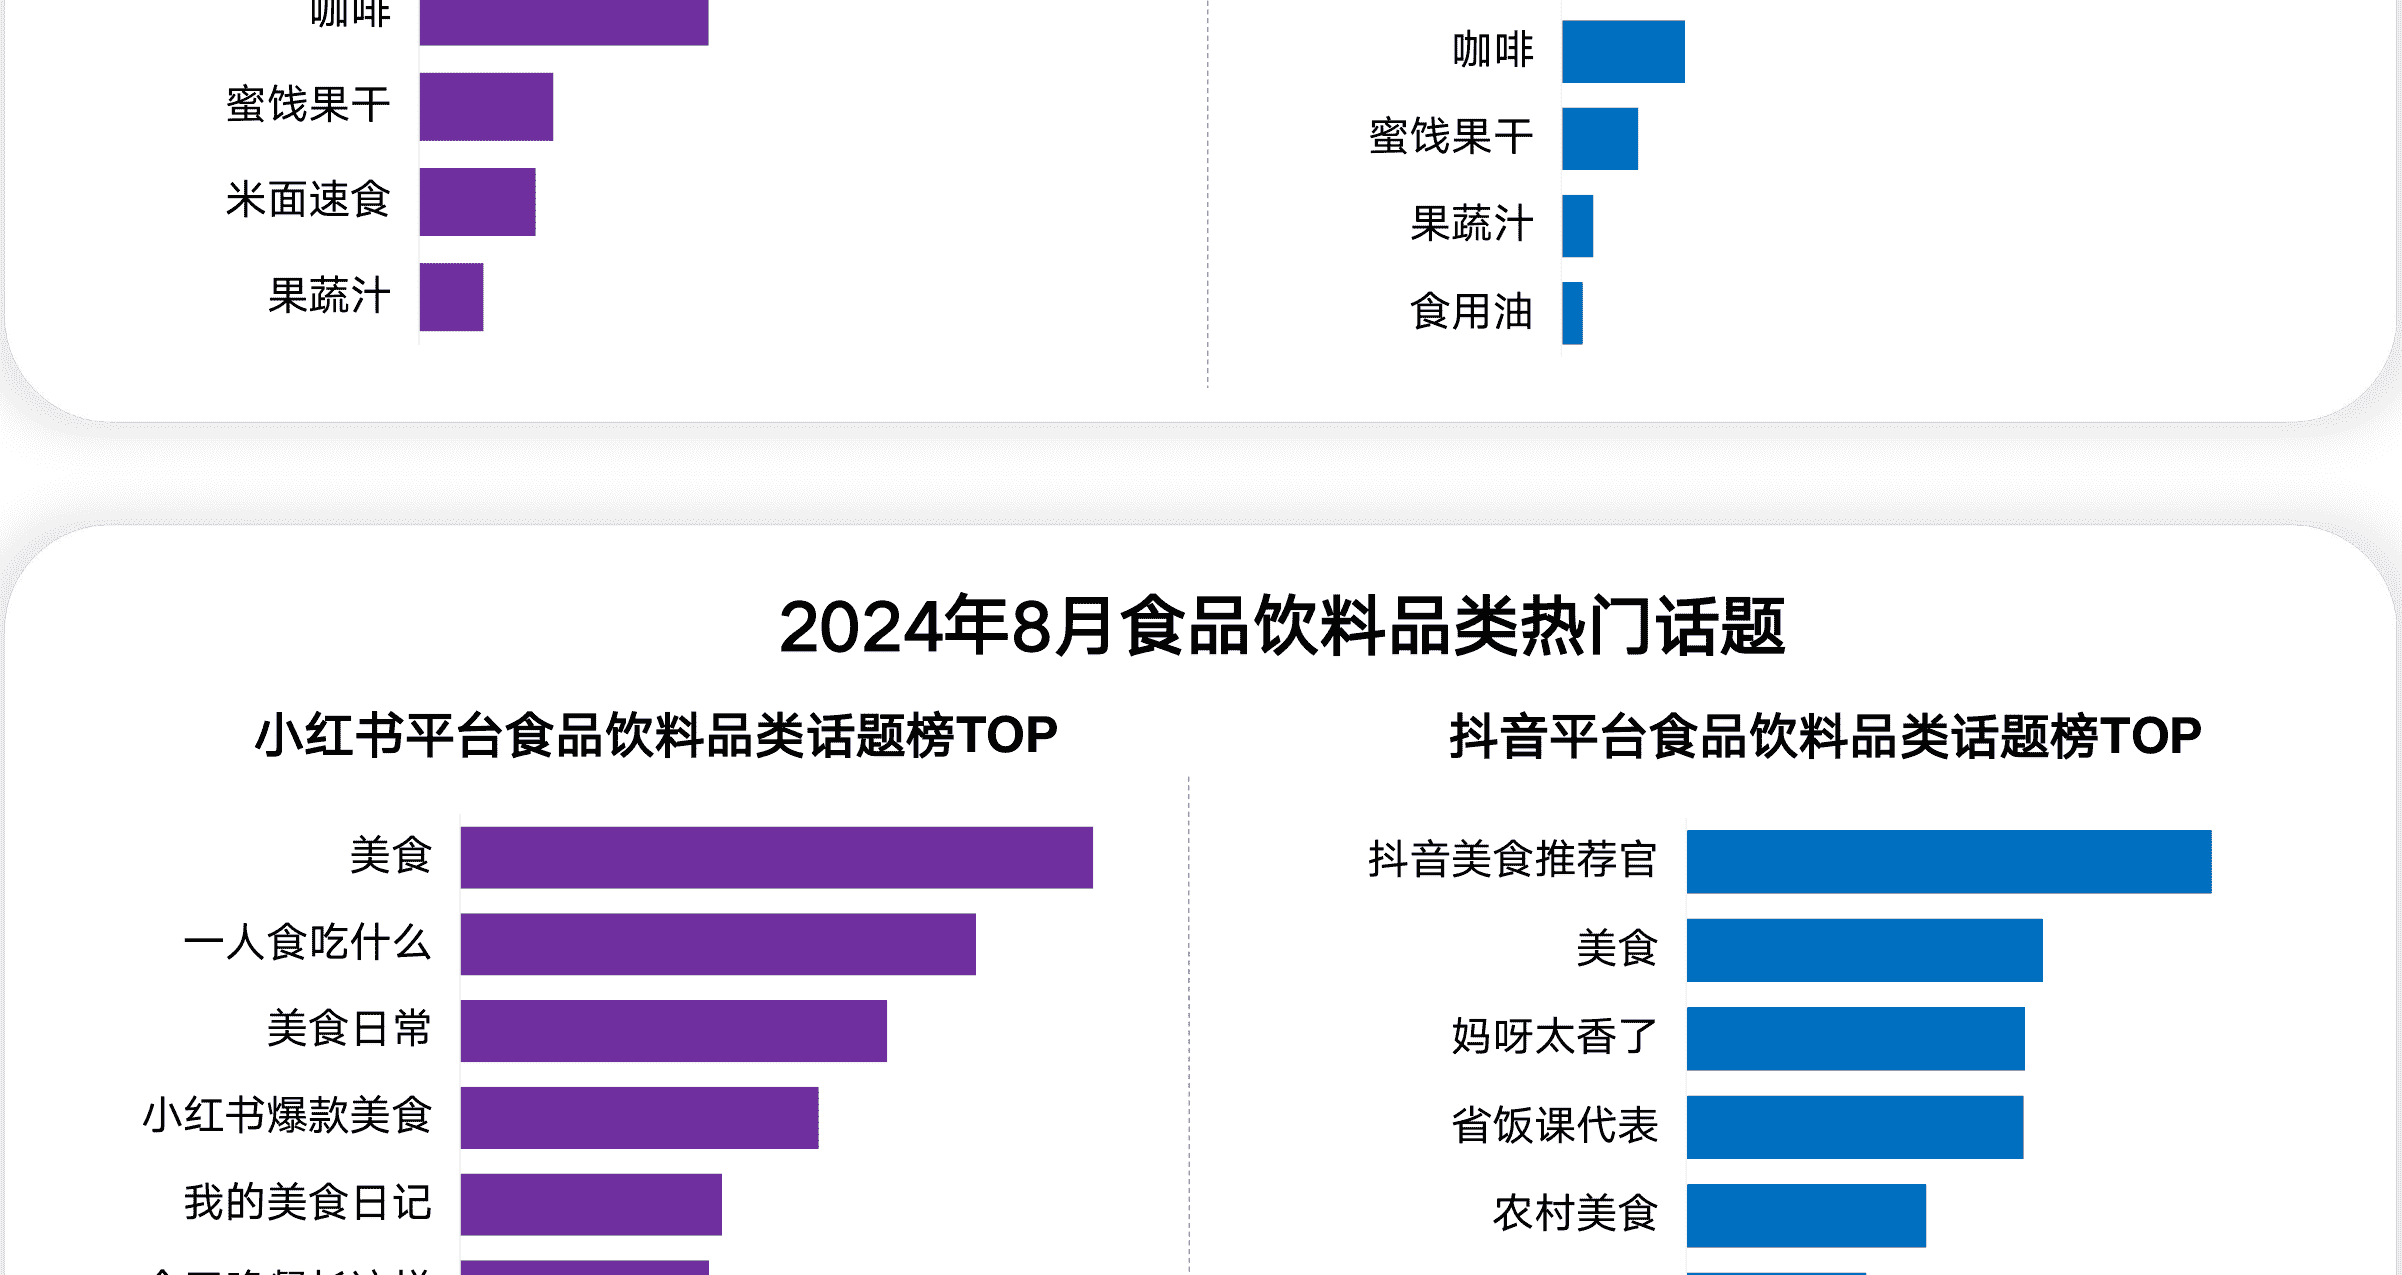 咖啡
蜜饯果干
米面速食
果蔬汁
咖啡
蜜饯果干
果蔬汁
食用油
2024年8月食品饮料品类热门话题
小红书平台食品饮料品类话题榜TOP
美食
一人食吃什么
美食日常
小红书爆款美食
我的美食日记
抖音平台食品饮料品类话题榜TOP
抖音美食推荐官
美食
妈呀太香了
省饭课代表
农村美食